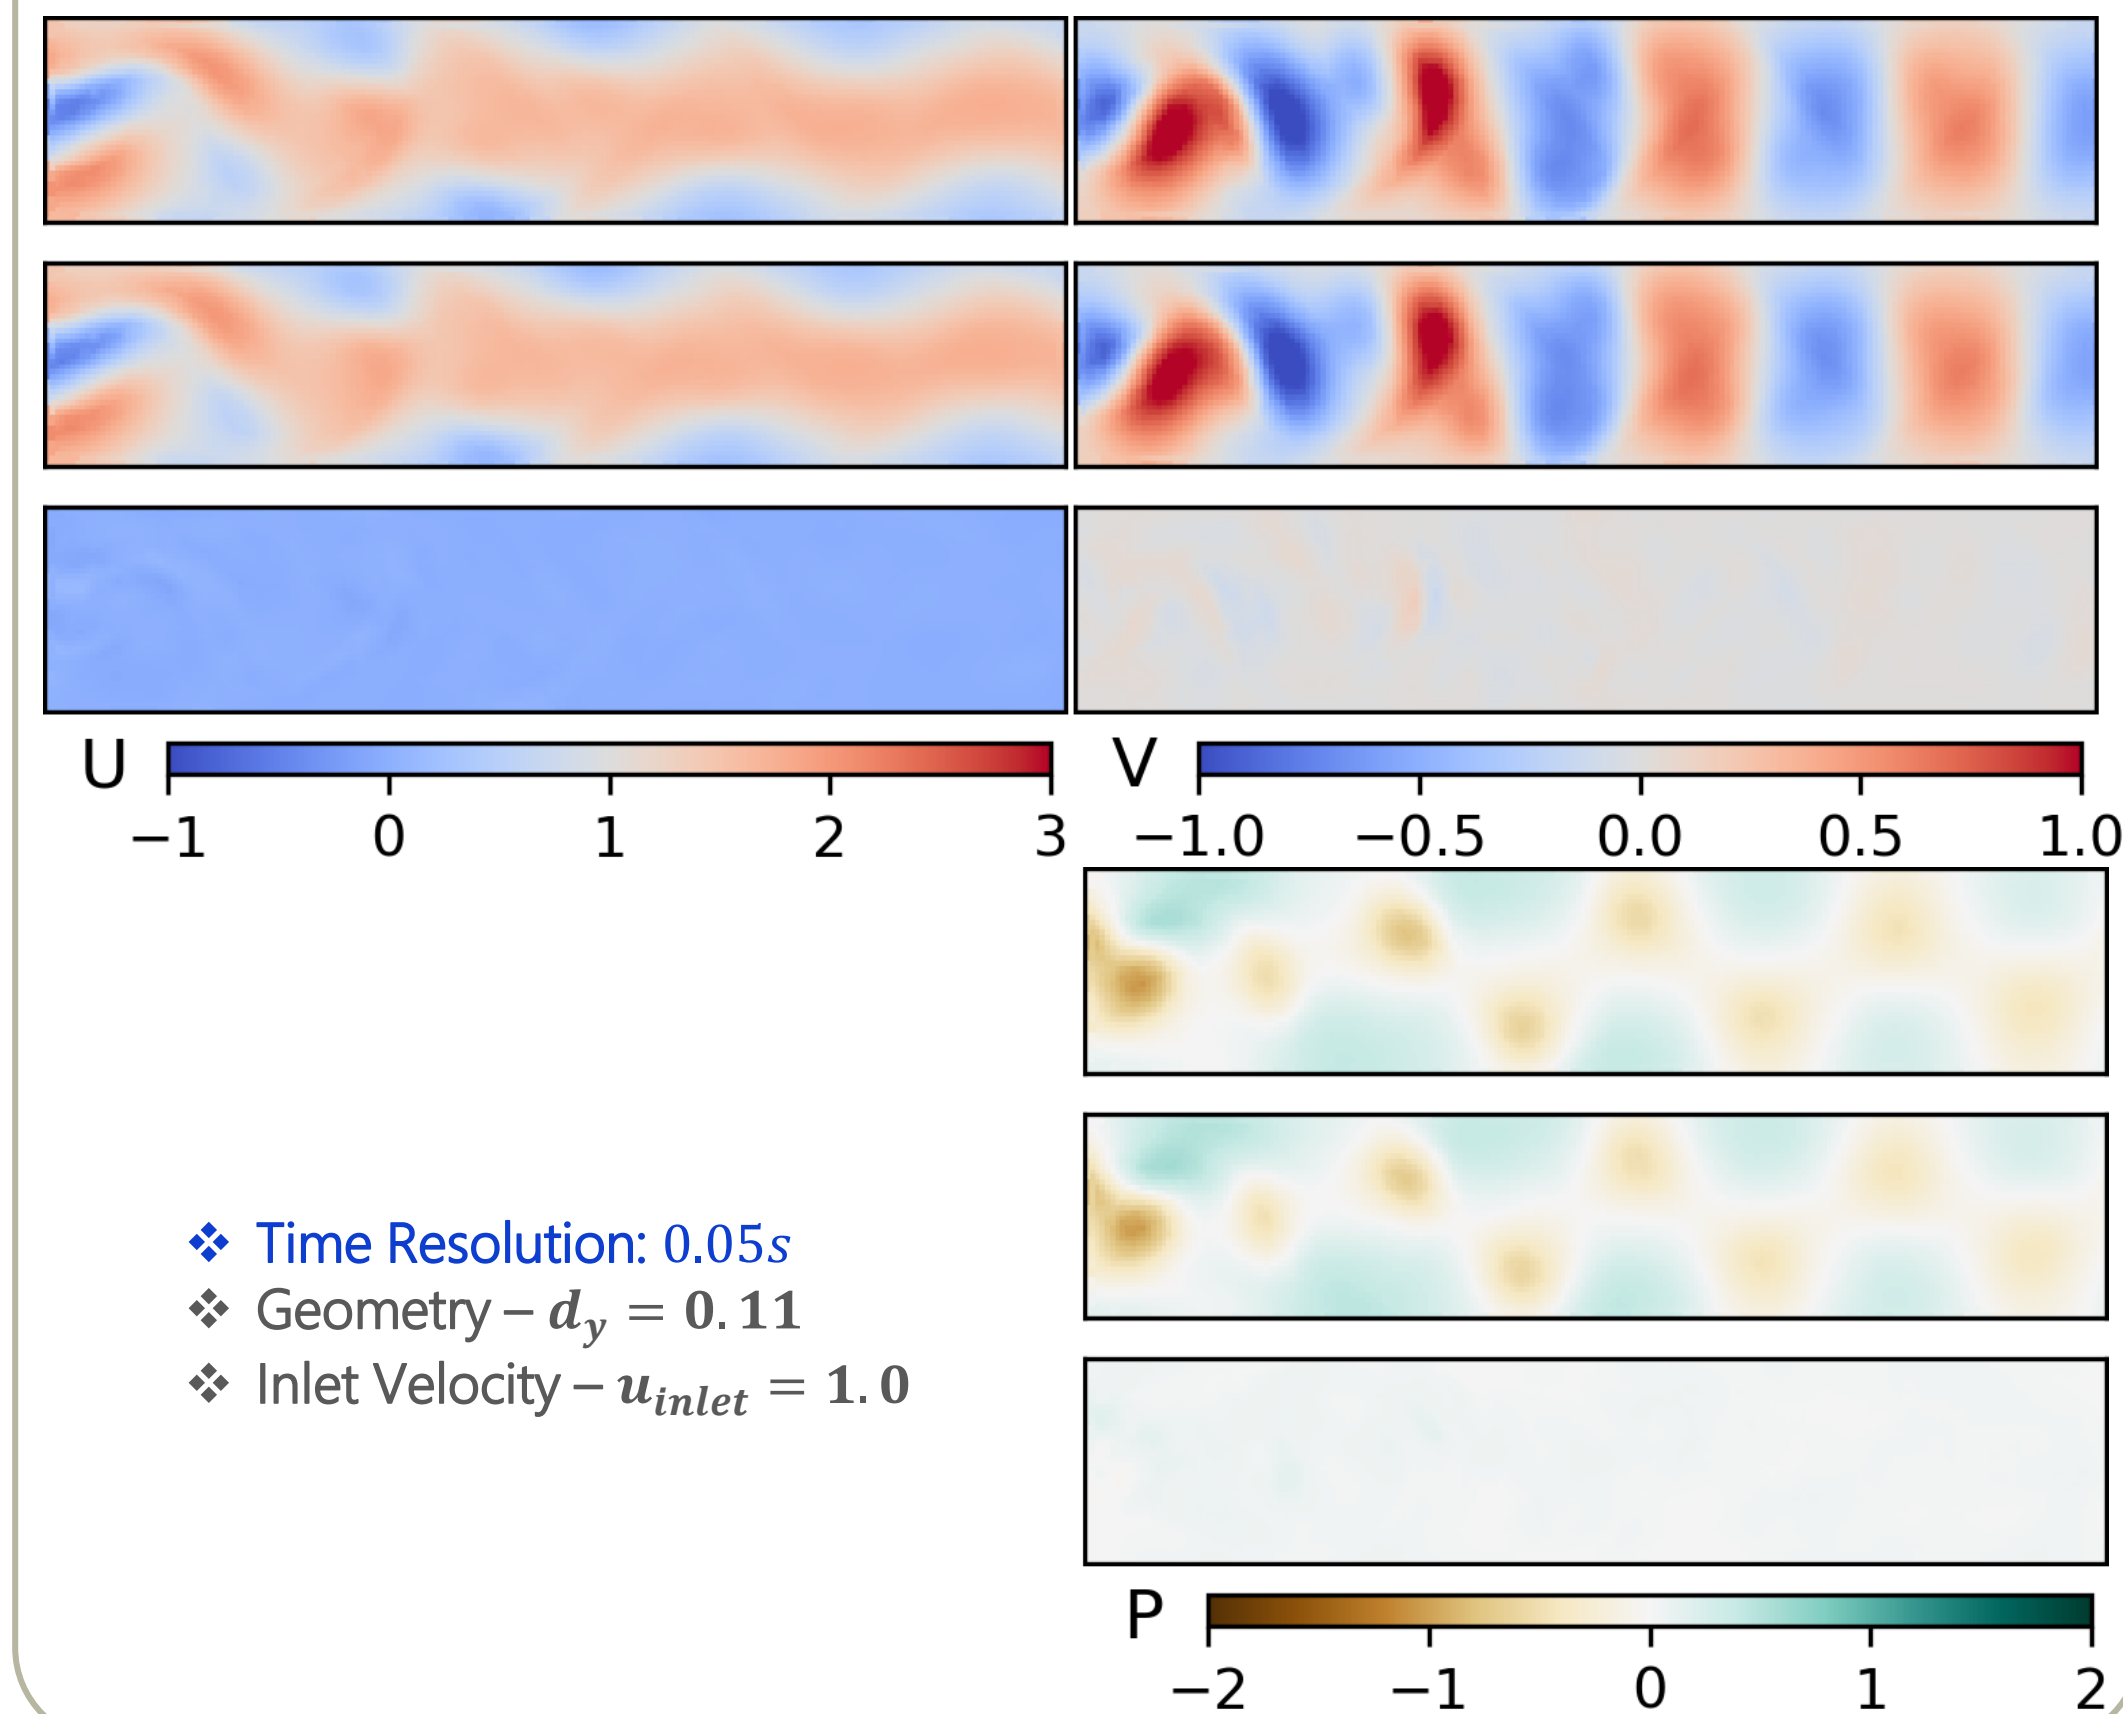 U
−1 0 1 2 3
V
−1.0 −0.5 0.0 0.5 1.0
❖ Time Resolution: 0.05s
❖ Geometry – d_y = 0.11
❖ Inlet Velocity – u_inlet = 1.0
P
−2 −1 0 1 2